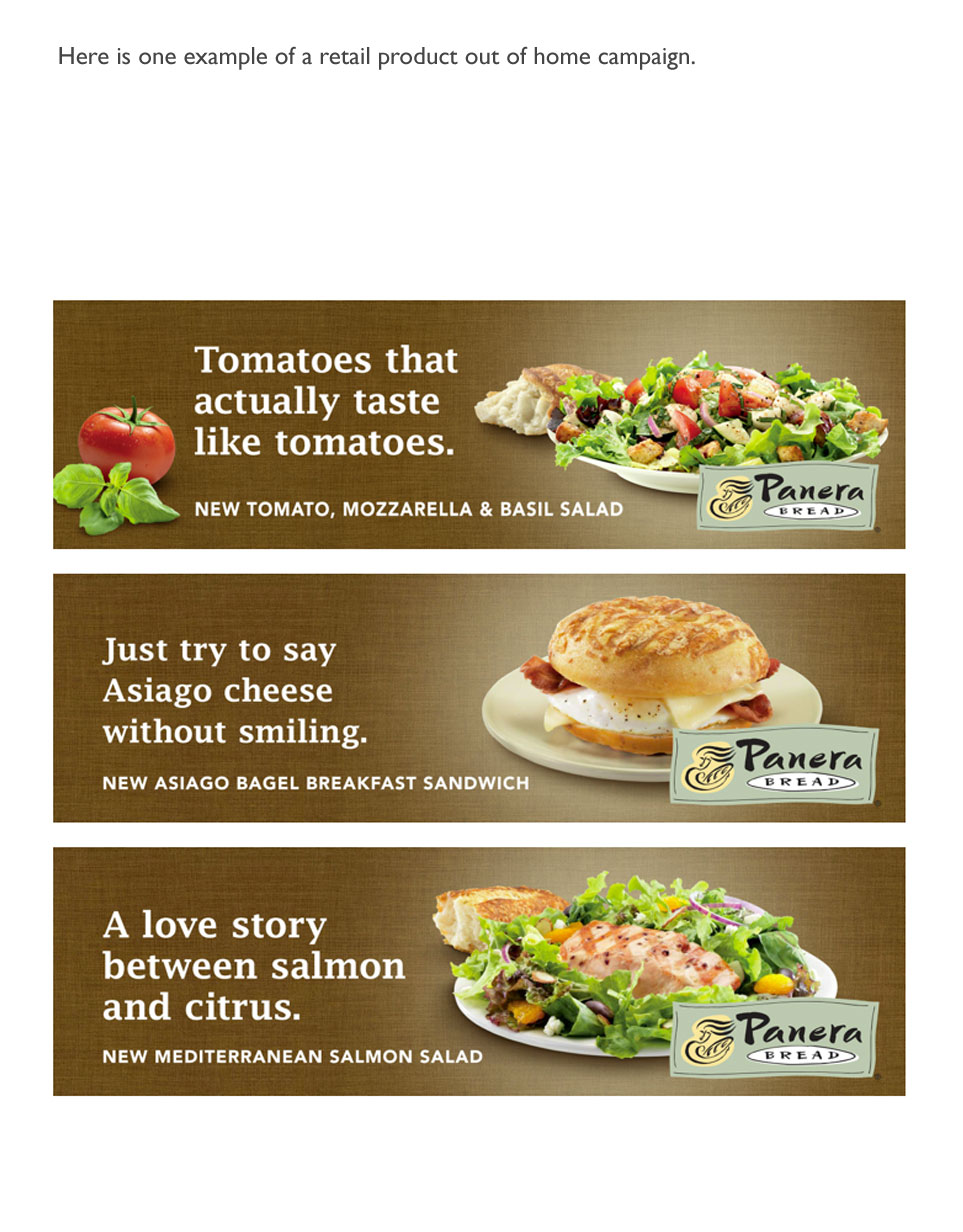 Here is one example of a retail product out of home campaign.
Tomatoes that
actually taste
like tomatoes.
NEW TOMATO, MOZZARELLA & BASIL SALAD
Panera
BREAD
®
Just try to say
Asiago cheese
without smiling.
NEW ASIAGO BAGEL BREAKFAST SANDWICH
Panera
BREAD
®
A love story
between salmon
and citrus.
NEW MEDITERRANEAN SALMON SALAD
Panera
BREAD
®